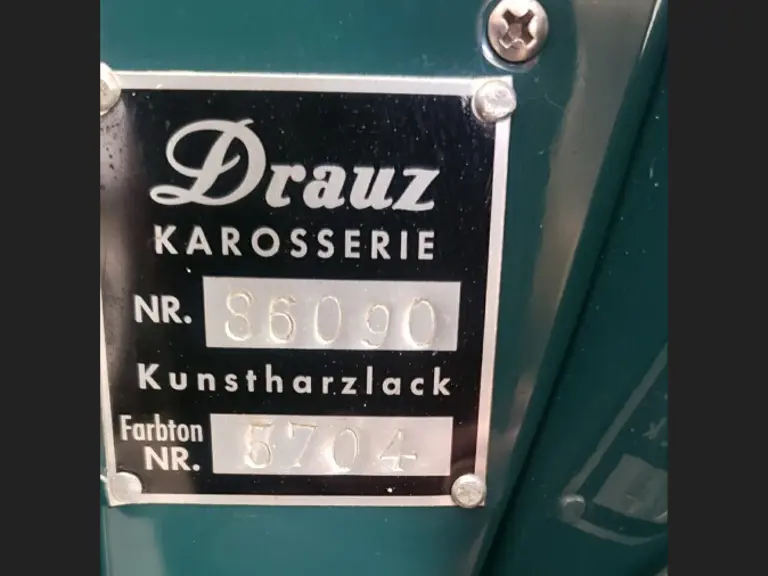 Drauz
KAROSSERIE
NR. 86090
Kunstharzlack
Farbton
NR. 5704